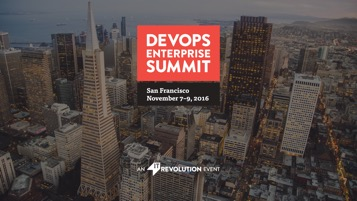 DEVOPS
ENTERPRISE
SUMMIT
San Francisco
November 7–9, 2016
AN IT REVOLUTION EVENT